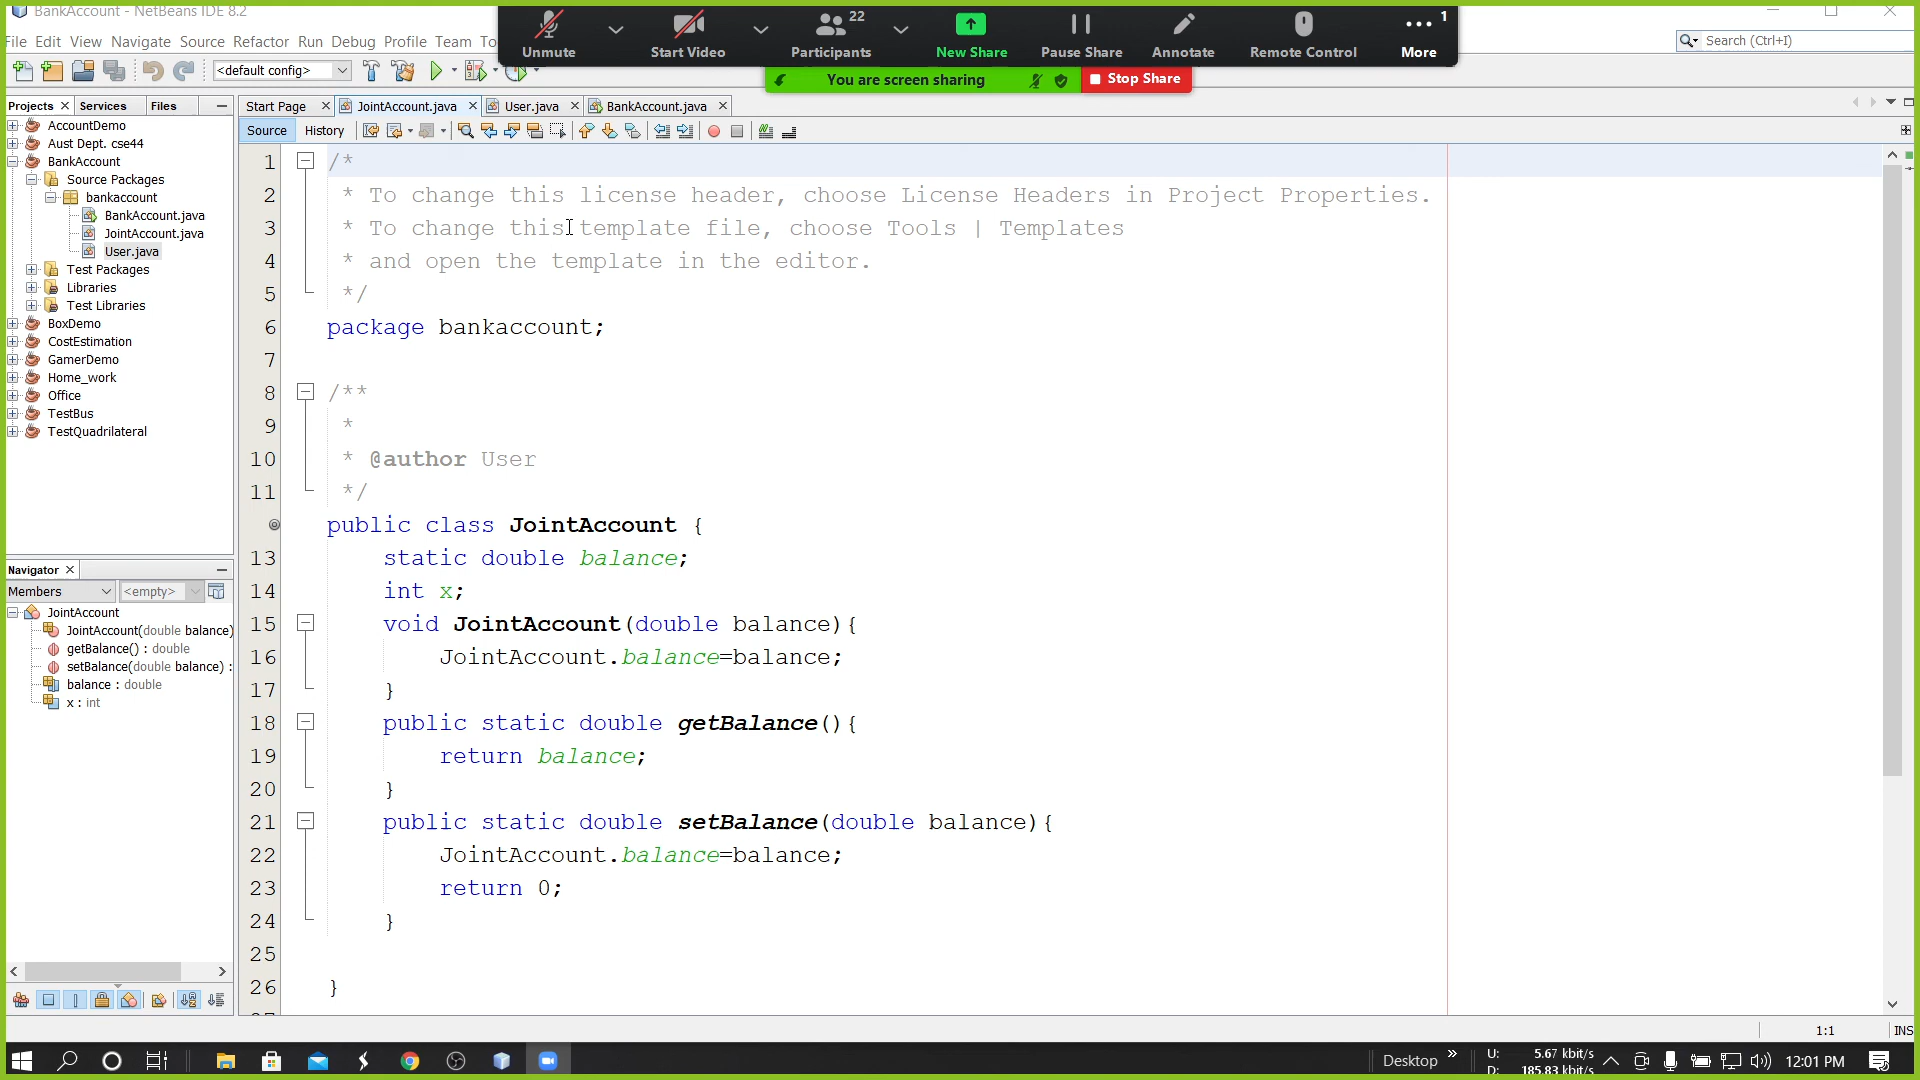 BankAccount - NetBeans IDE 8.2
File Edit View Navigate Source Refactor Run Debug Profile Team
Unmute
Start Video
22
Participants
New Share
Pause Share
Annotate
Remote Control
1
More
Search (Ctrl+I)
<default config>
You are screen sharing
Stop Share
Projects Services Files
Start Page JointAccount.java User.java BankAccount.java
Source History
AccountDemo
Aust Dept. cse44
BankAccount
Source Packages
bankaccount
BankAccount.java
JointAccount.java
User.java
Test Packages
Libraries
Test Libraries
BoxDemo
CostEstimation
GamerDemo
Home_work
Office
TestBus
TestQuadrilateral
Navigator
Members <empty>
JointAccount
JointAccount(double balance)
getBalance() : double
setBalance(double balance) :
balance : double
x : int
1 /*
2 * To change this license header, choose License Headers in Project Properties.
3 * To change this template file, choose Tools | Templates
4 * and open the template in the editor.
5 */
6 package bankaccount;
7
8 /**
9 *
10 * @author User
11 */
public class JointAccount {
13 static double balance;
14 int x;
15 void JointAccount(double balance){
16 JointAccount.balance=balance;
17 }
18 public static double getBalance(){
19 return balance;
20 }
21 public static double setBalance(double balance){
22 JointAccount.balance=balance;
23 return 0;
24 }
25
26 }
1:1 INS
Desktop
U: 5.67 kbit/s
D: 185.83 kbit/s
12:01 PM